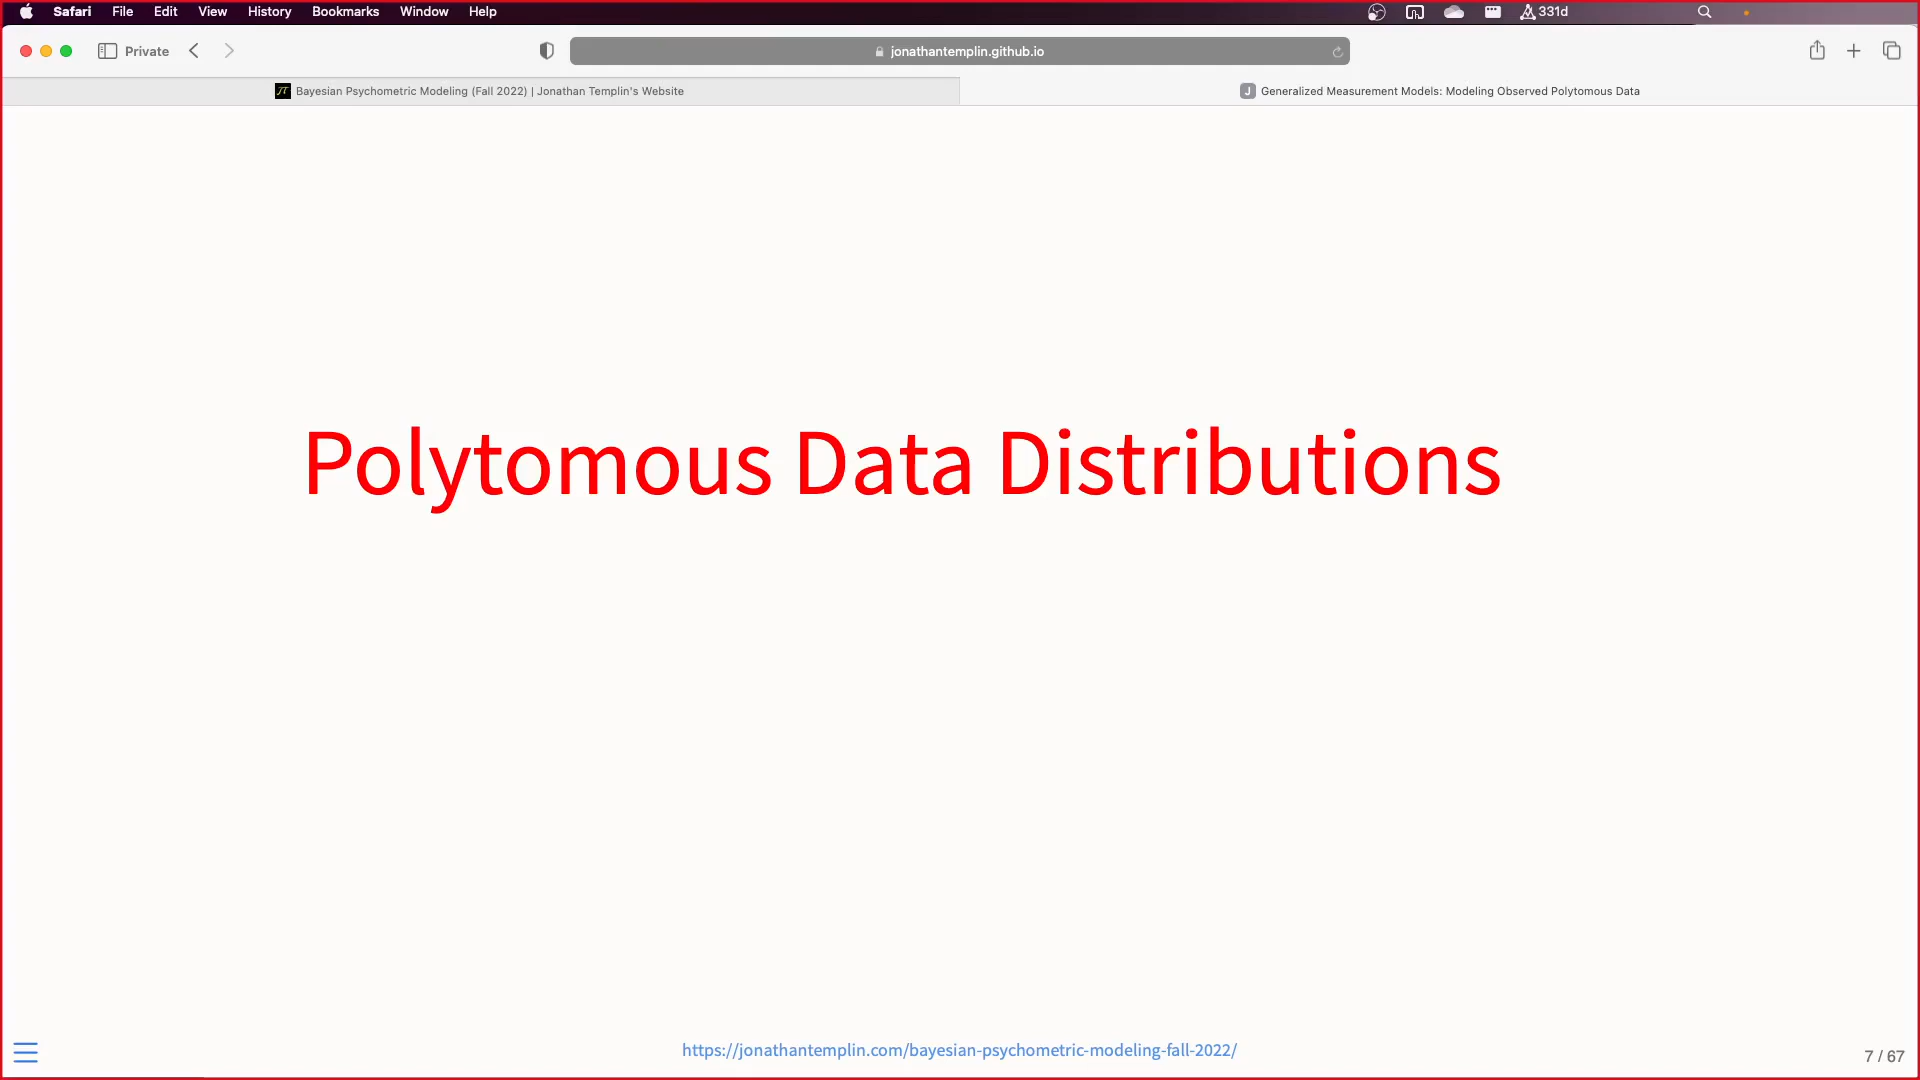 Safari File Edit View History Bookmarks Window Help 331d
Private jonathantemplin.github.io
JT Bayesian Psychometric Modeling (Fall 2022) | Jonathan Templin's Website J Generalized Measurement Models: Modeling Observed Polytomous Data
Polytomous Data Distributions
https://jonathantemplin.com/bayesian-psychometric-modeling-fall-2022/
7 / 67